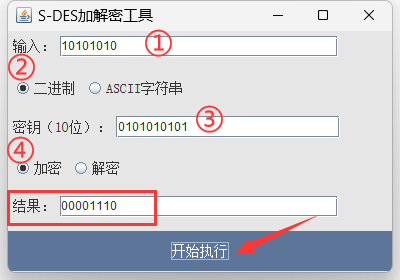 S-DES加解密工具
输入： 10101010 ①
②
二进制 ASCII字符串
密钥（10位）： 0101010101 ③
④
加密 解密
结果： 00001110
开始执行